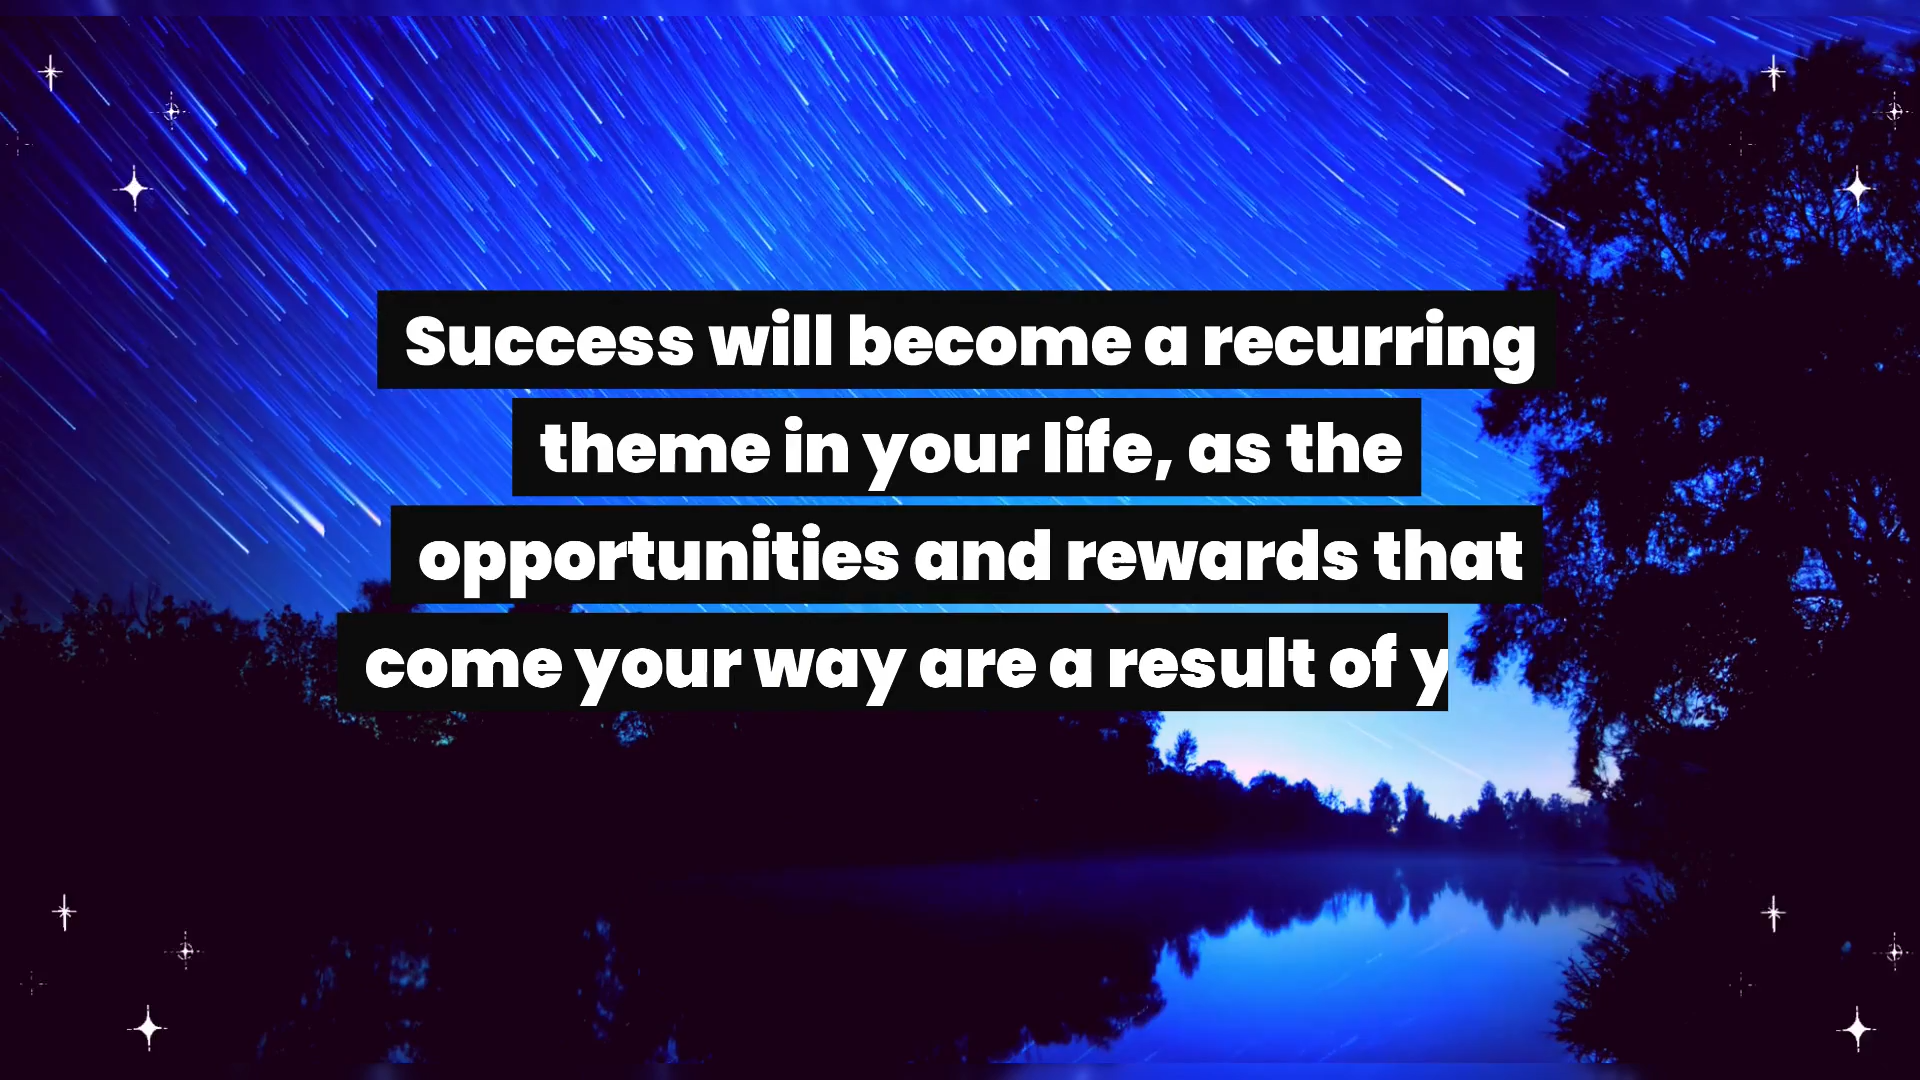 Success will become a recurring
theme in your life, as the
opportunities and rewards that
come your way are a result of y